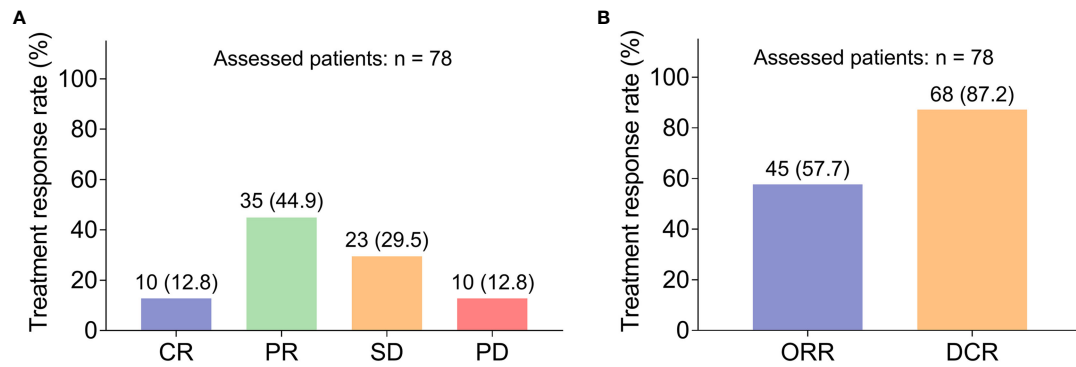 A
Assessed patients: n = 78
Treatment response rate (%)
100
80
60
40
20
0
10 (12.8)
35 (44.9)
23 (29.5)
10 (12.8)
CR PR SD PD
B
Assessed patients: n = 78
Treatment response rate (%)
100
80
60
40
20
0
45 (57.7)
68 (87.2)
ORR DCR